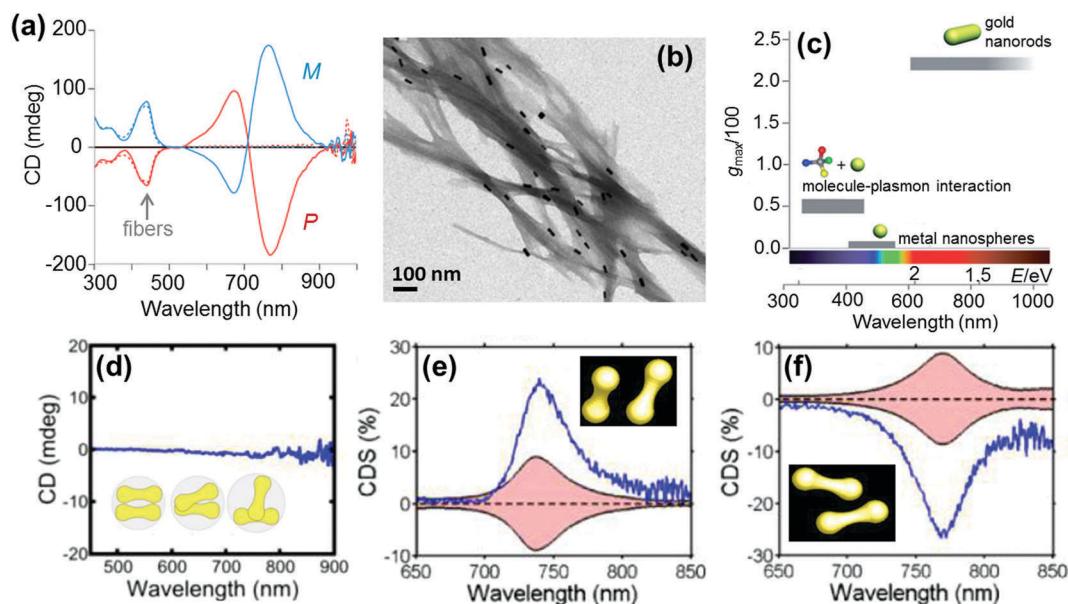 (a)
CD (mdeg)
200
100
0
-100
-200
M
P
fibers
300
500
700
900
Wavelength (nm)
(b)
100 nm
(c)
gmax/100
2.5
2.0
1.5
1.0
0.5
0.0
gold
nanorods
+
molecule-plasmon interaction
metal nanospheres
2
1,5
E/eV
300
400
600
800
1000
Wavelength (nm)
(d)
CD (mdeg)
20
10
0
-10
-20
500
600
700
800
900
Wavelength (nm)
(e)
CDS (%)
30
20
10
0
-10
650
700
750
800
850
Wavelength (nm)
(f)
CDS (%)
10
0
-10
-20
-30
650
700
750
800
850
Wavelength (nm)